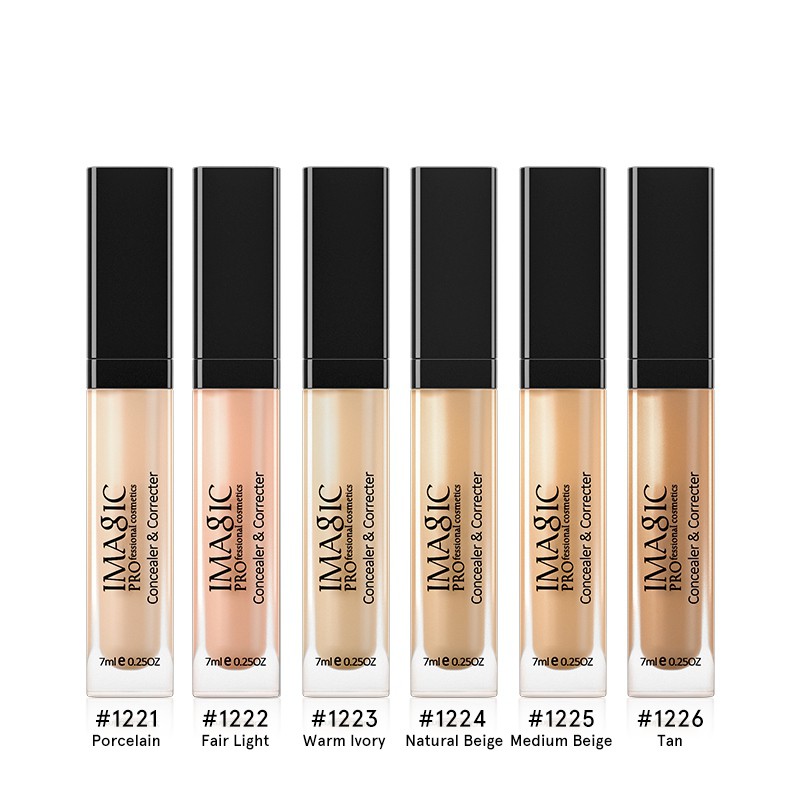 IMAGIC
PROfessional cosmetics
Concealer & Correcter
7ml e 0.25OZ
IMAGIC
PROfessional cosmetics
Concealer & Correcter
7ml e 0.25OZ
IMAGIC
PROfessional cosmetics
Concealer & Correcter
7ml e 0.25OZ
IMAGIC
PROfessional cosmetics
Concealer & Correcter
7ml e 0.25OZ
IMAGIC
PROfessional cosmetics
Concealer & Correcter
7ml e 0.25OZ
IMAGIC
PROfessional cosmetics
Concealer & Correcter
7ml e 0.25OZ
#1221
Porcelain
#1222
Fair Light
#1223
Warm Ivory
#1224
Natural Beige
#1225
Medium Beige
#1226
Tan